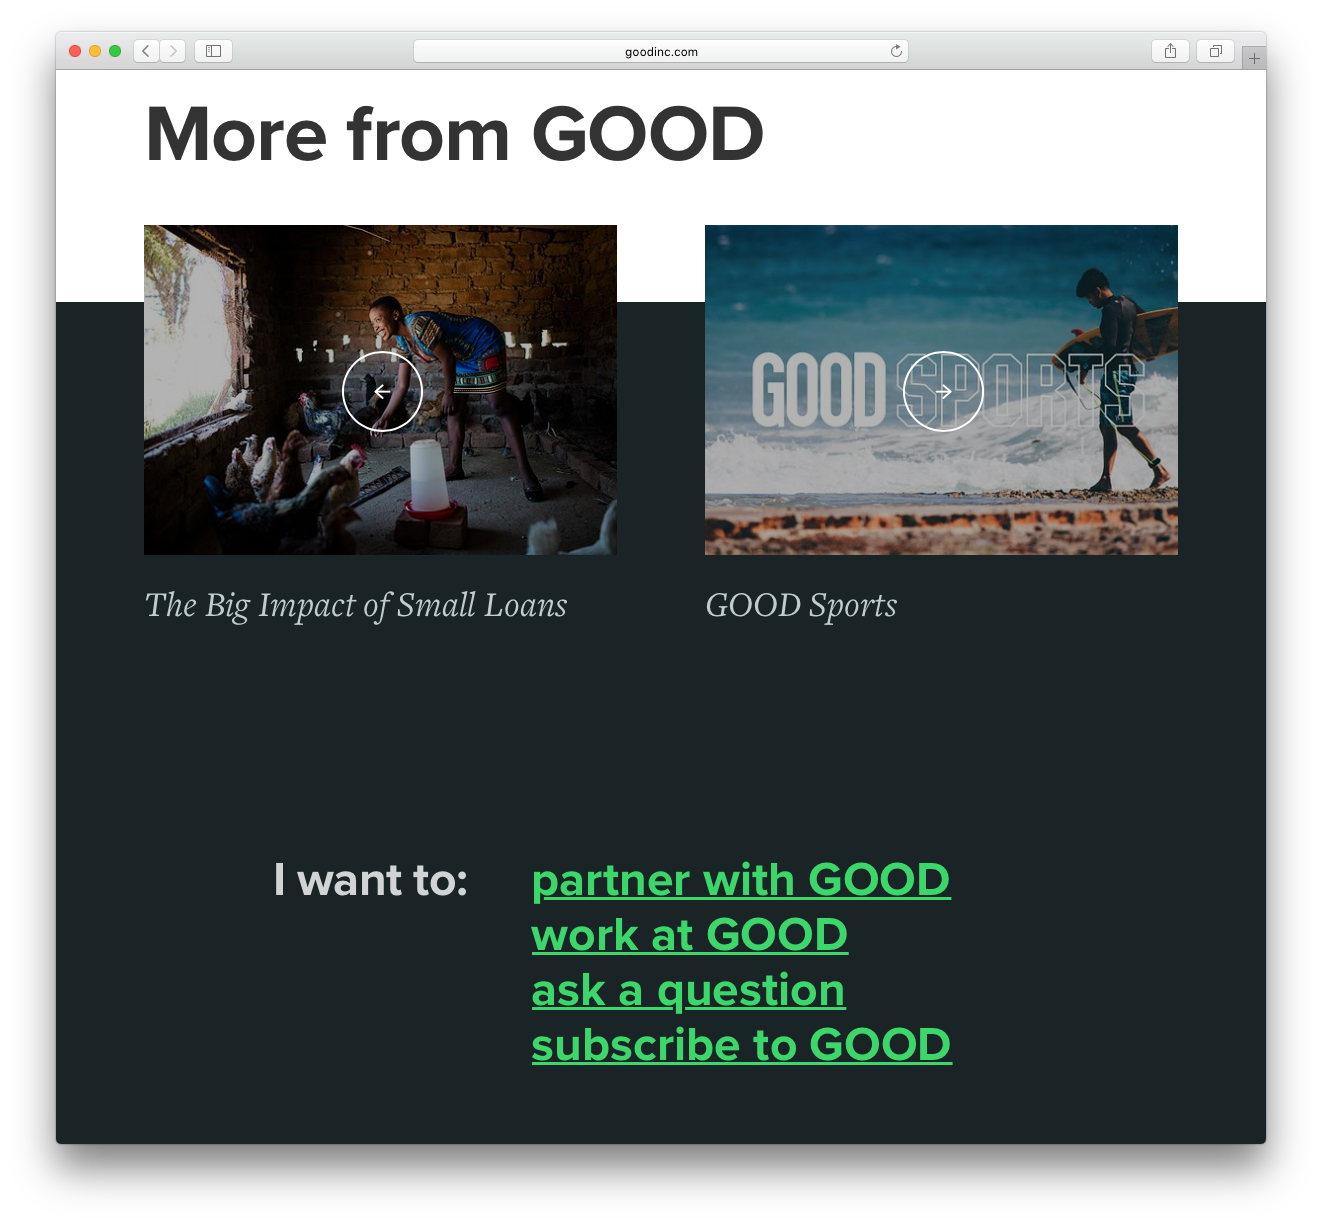 goodinc.com
More from GOOD
GOOD SPORTS
The Big Impact of Small Loans
GOOD Sports
I want to:
partner with GOOD
work at GOOD
ask a question
subscribe to GOOD